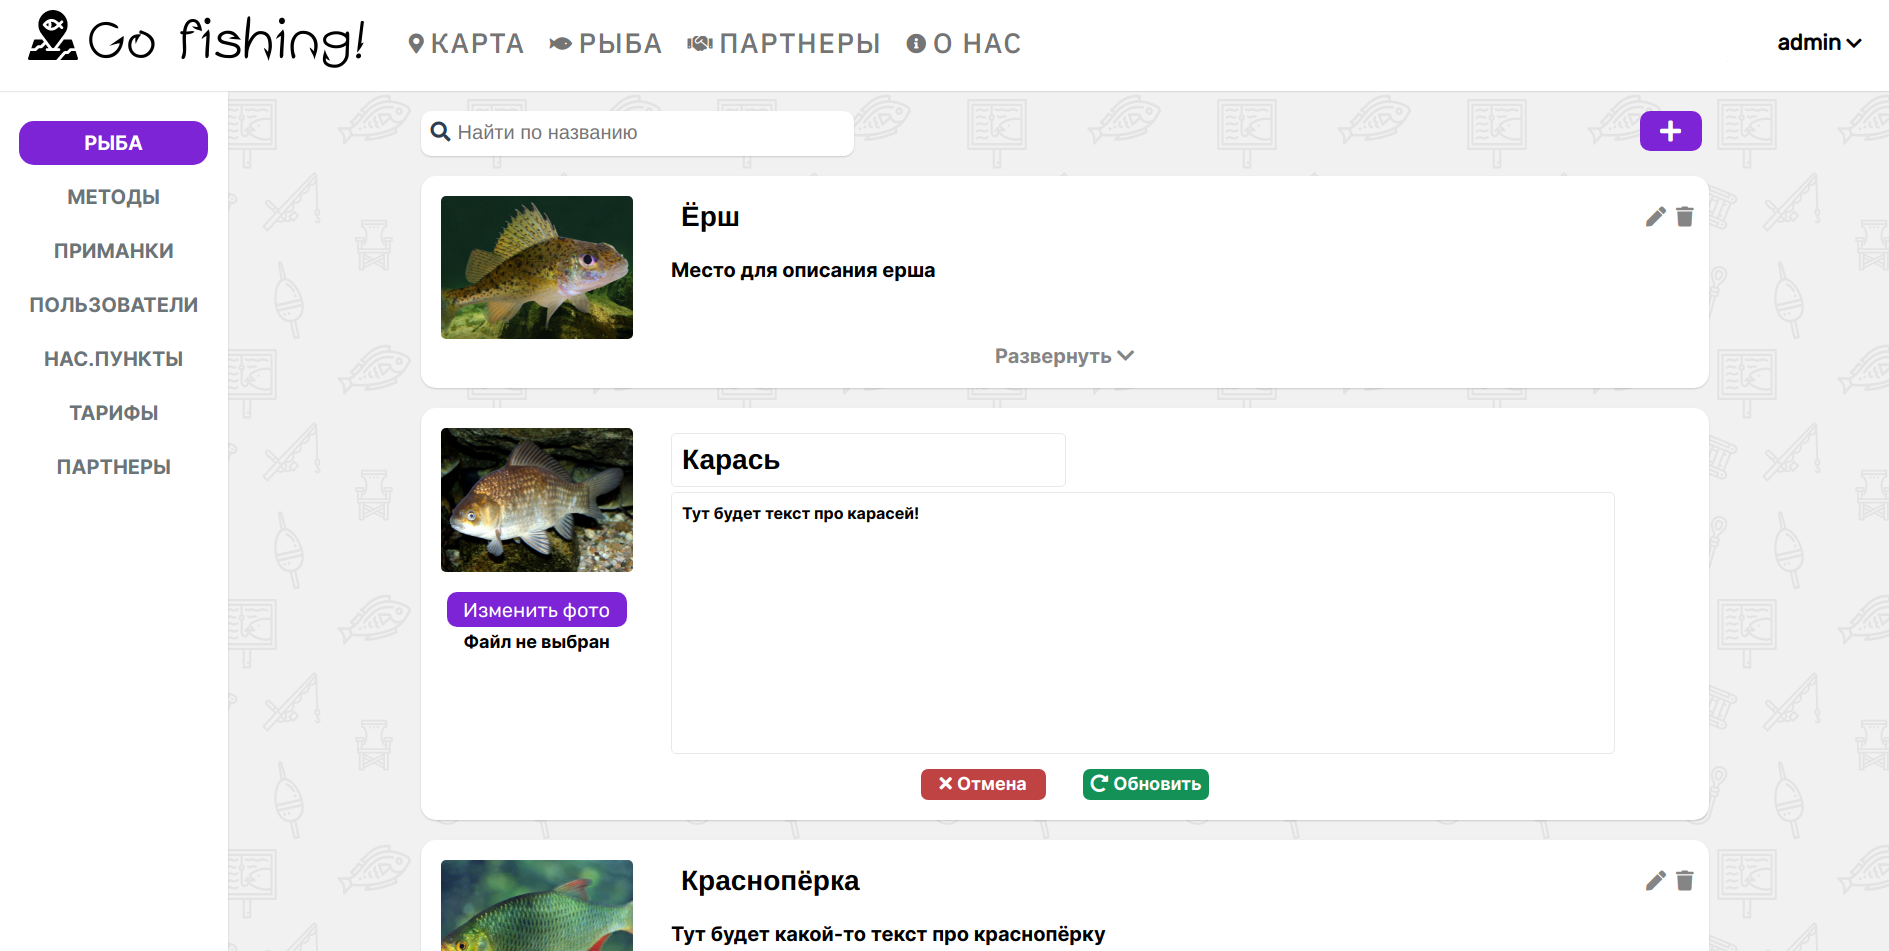 Go fishing!
КАРТА
РЫБА
ПАРТНЕРЫ
О НАС
admin
РЫБА
МЕТОДЫ
ПРИМАНКИ
ПОЛЬЗОВАТЕЛИ
НАС.ПУНКТЫ
ТАРИФЫ
ПАРТНЕРЫ
Найти по названию
Ёрш
Место для описания ерша
Развернуть
Карась
Тут будет текст про карасей!
Изменить фото
Файл не выбран
Отмена
Обновить
Краснопёрка
Тут будет какой-то текст про краснопёрку